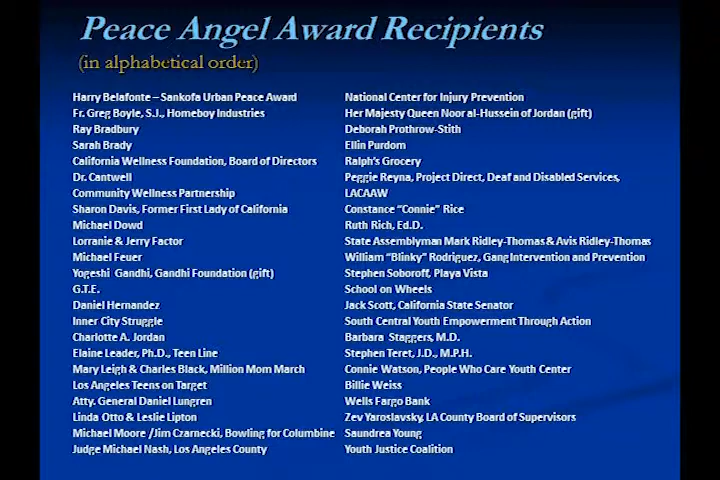 Peace Angel Award Recipients
(in alphabetical order)
Harry Belafonte – Sankofa Urban Peace Award
Fr. Greg Boyle, S.J., Homeboy Industries
Ray Bradbury
Sarah Brady
California Wellness Foundation, Board of Directors
Dr. Cantwell
Community Wellness Partnership
Sharon Davis, Former First Lady of California
Michael Dowd
Lorranie & Jerry Factor
Michael Feuer
Yogeshi Gandhi, Gandhi Foundation (gift)
G.T.E.
Daniel Hernandez
Inner City Struggle
Charlotte A. Jordan
Elaine Leader, Ph.D., Teen Line
Mary Leigh & Charles Black, Million Mom March
Los Angeles Teens on Target
Atty. General Daniel Lungren
Linda Otto & Leslie Lipton
Michael Moore /Jim Czarnecki, Bowling for Columbine
Judge Michael Nash, Los Angeles County
National Center for Injury Prevention
Her Majesty Queen Noor al-Hussein of Jordan (gift)
Deborah Prothrow-Stith
Ellin Purdom
Ralph's Grocery
Peggie Reyna, Project Direct, Deaf and Disabled Services,
LACAAW
Constance “Connie” Rice
Ruth Rich, Ed.D.
State Assemblyman Mark Ridley-Thomas & Avis Ridley-Thomas
William “Blinky” Rodriguez, Gang Intervention and Prevention
Stephen Soboroff, Playa Vista
School on Wheels
Jack Scott, California State Senator
South Central Youth Empowerment Through Action
Barbara Staggers, M.D.
Stephen Teret, J.D., M.P.H.
Connie Watson, People Who Care Youth Center
Billie Weiss
Wells Fargo Bank
Zev Yaroslavsky, LA County Board of Supervisors
Saundrea Young
Youth Justice Coalition